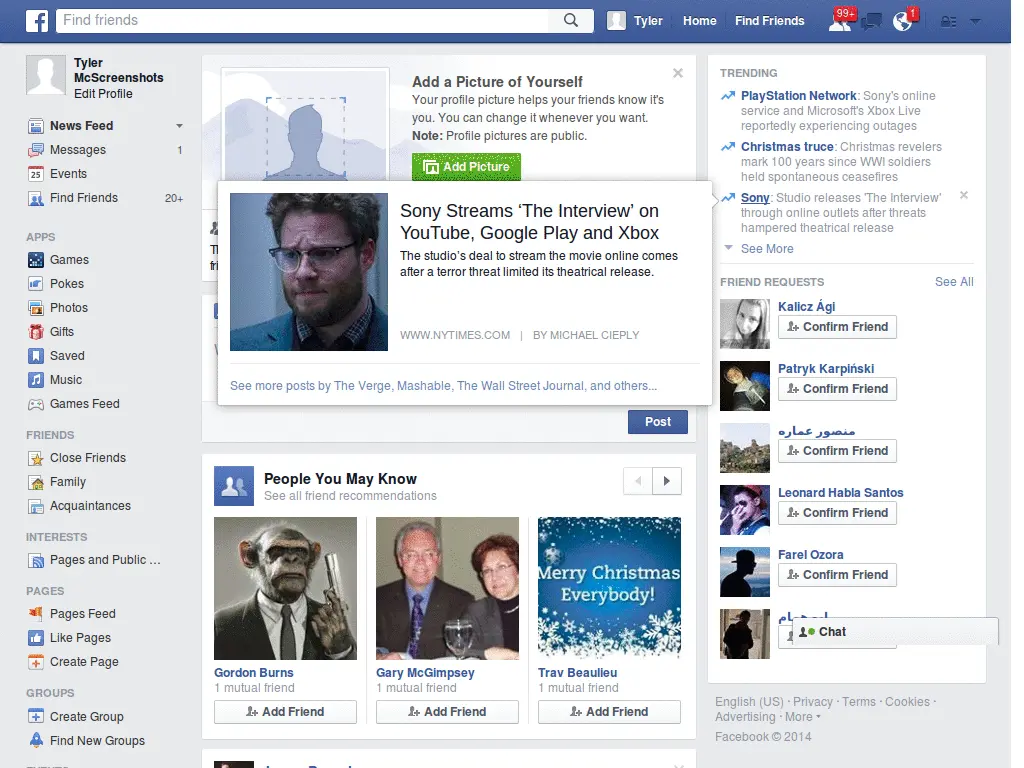 Find friends
Tyler
Home
Find Friends
99+
1
Tyler McScreenshots
Edit Profile
News Feed
Messages 1
Events
Find Friends 20+
APPS
Games
Pokes
Photos
Gifts
Saved
Music
Games Feed
FRIENDS
Close Friends
Family
Acquaintances
INTERESTS
Pages and Public ...
PAGES
Pages Feed
Like Pages
Create Page
GROUPS
Create Group
Find New Groups
Add a Picture of Yourself
Your profile picture helps your friends know it's
you. You can change it whenever you want.
Note: Profile pictures are public.
Add Picture
Sony Streams ‘The Interview’ on
YouTube, Google Play and Xbox
The studio’s deal to stream the movie online comes
after a terror threat limited its theatrical release.
WWW.NYTIMES.COM | BY MICHAEL CIEPLY
See more posts by The Verge, Mashable, The Wall Street Journal, and others...
Post
People You May Know
See all friend recommendations
Merry Christmas
Everybody!
Gordon Burns
1 mutual friend
Add Friend
Gary McGimpsey
1 mutual friend
Add Friend
Trav Beaulieu
1 mutual friend
Add Friend
TRENDING
PlayStation Network: Sony's online
service and Microsoft's Xbox Live
reportedly experiencing outages
Christmas truce: Christmas revelers
mark 100 years since WWI soldiers
held spontaneous ceasefires
Sony: Studio releases 'The Interview'
through online outlets after threats
hampered theatrical release
See More
FRIEND REQUESTS See All
Kalicz Ági
Confirm Friend
Patryk Karpiński
Confirm Friend
منصور عماره
Confirm Friend
Leonard Habla Santos
Confirm Friend
Farel Ozora
Confirm Friend
Chat
English (US) · Privacy · Terms · Cookies ·
Advertising · More
Facebook © 2014